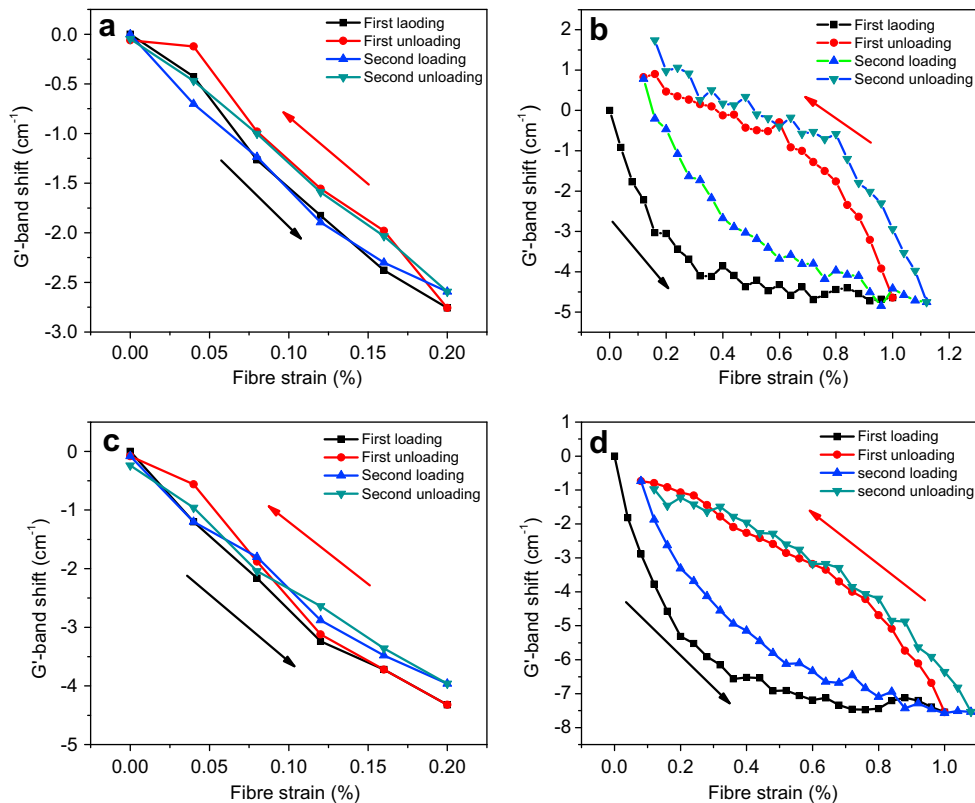 a
First laoding
First unloading
Second loading
Second unloading
0.0
-0.5
-1.0
-1.5
-2.0
-2.5
-3.0
G'-band shift (cm⁻¹)
0.00 0.05 0.10 0.15 0.20
Fibre strain (%)
b
First laoding
First unloading
Second loading
Second unloading
2
1
0
-1
-2
-3
-4
-5
G'-band shift (cm⁻¹)
0.0 0.2 0.4 0.6 0.8 1.0 1.2
Fibre strain (%)
c
First loading
First unloading
Second loading
Second unloading
0
-1
-2
-3
-4
-5
G'-band shift (cm⁻¹)
0.00 0.05 0.10 0.15 0.20
Fibre strain (%)
d
First loading
First unloading
second loading
second unloading
1
0
-1
-2
-3
-4
-5
-6
-7
-8
G'-band shift (cm⁻¹)
0.0 0.2 0.4 0.6 0.8 1.0
Fibre strain (%)